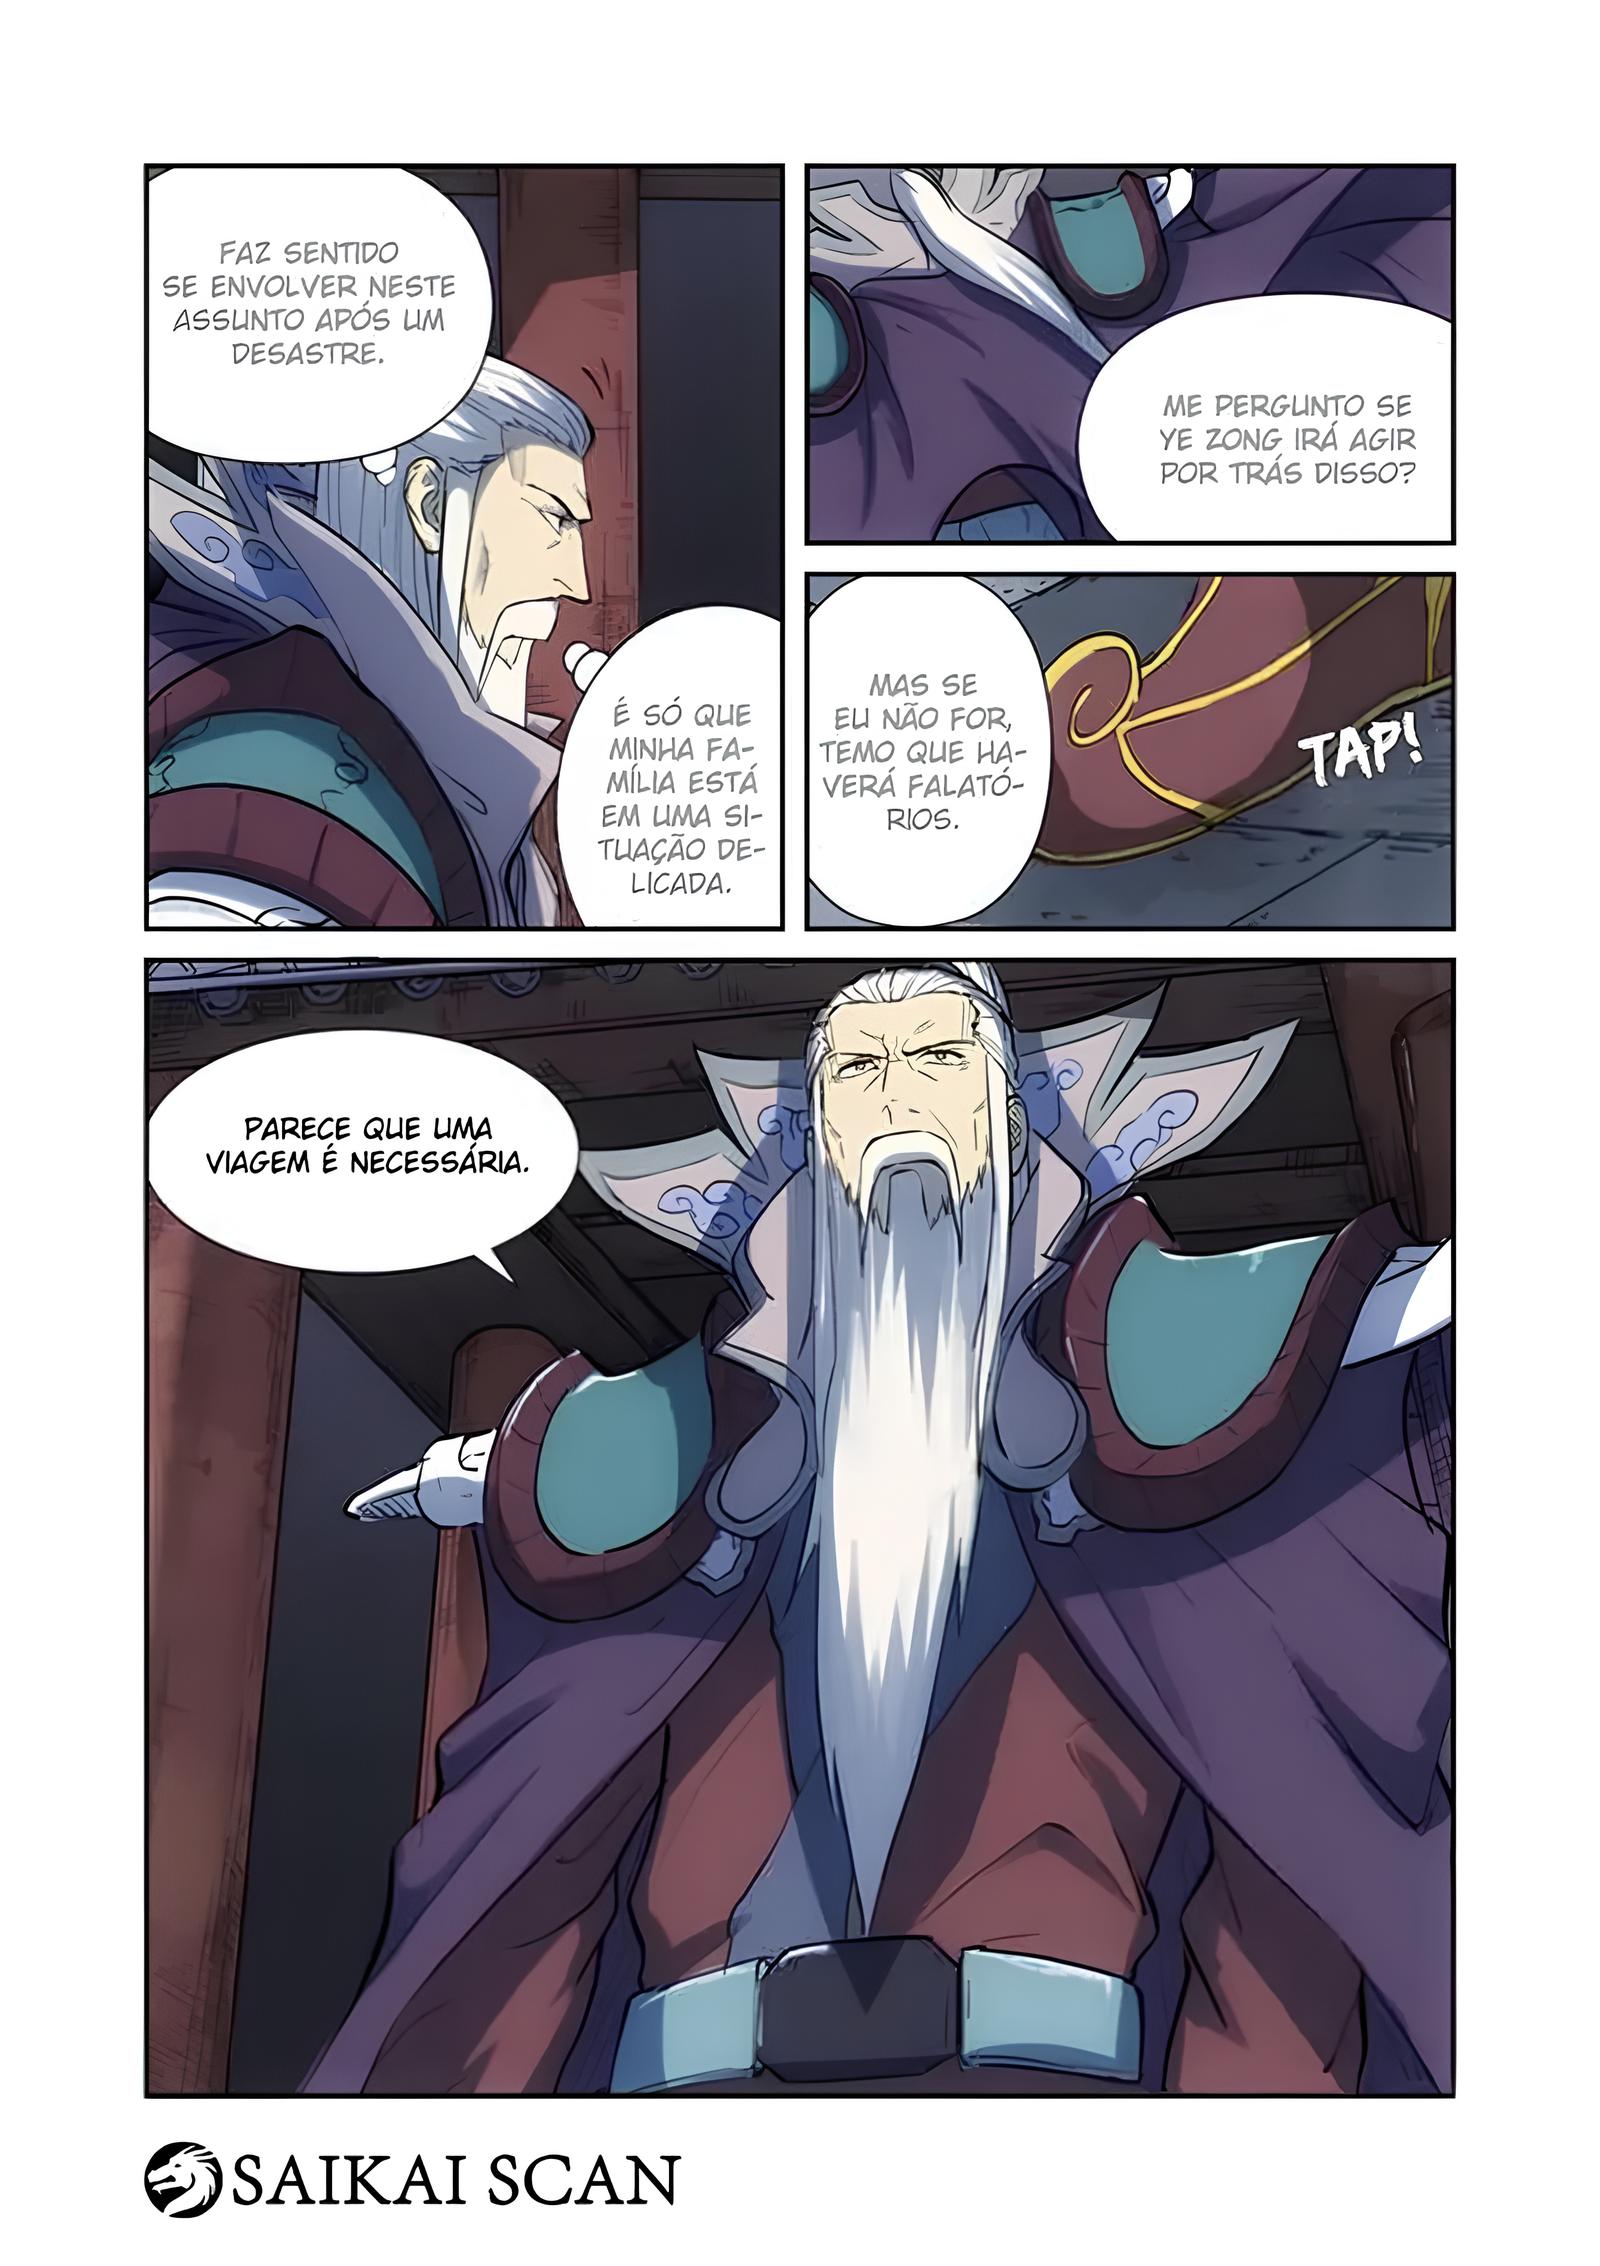 FAZ SENTIDO
SE ENVOLVER NESTE
ASSUNTO APÓS UM
DESASTRE.
É SÓ QUE
MINHA FA-
MÍLIA ESTÁ
EM UMA SI-
TUAÇÃO DE-
LICADA.
ME PERGUNTO SE
YE ZONG IRÁ AGIR
POR TRÁS DISSO?
MAS SE
EU NÃO FOR,
TEMO QUE HA-
VERÁ FALATÓ-
RIOS.
TAP!
PARECE QUE UMA
VIAGEM É NECESSÁRIA.
SAIKAI SCAN